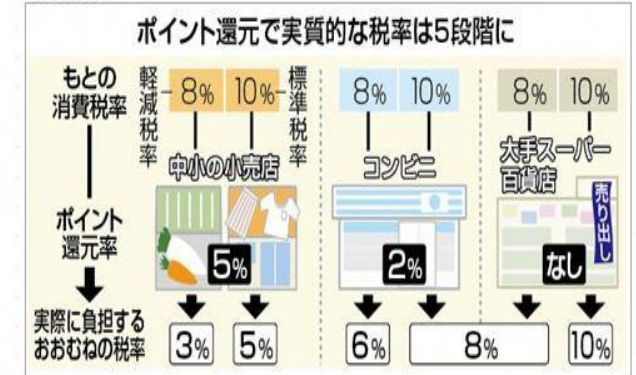 ポイント還元で実質的な税率は5段階に
もとの
消費税率
軽減税率
8%
10%
標準税率
8%
10%
8%
10%
中小の小売店
コンビニ
大手スーパー
百貨店
売り出し
ポイント
還元率
5%
2%
なし
実際に負担する
おおむねの税率
3%
5%
6%
8%
10%